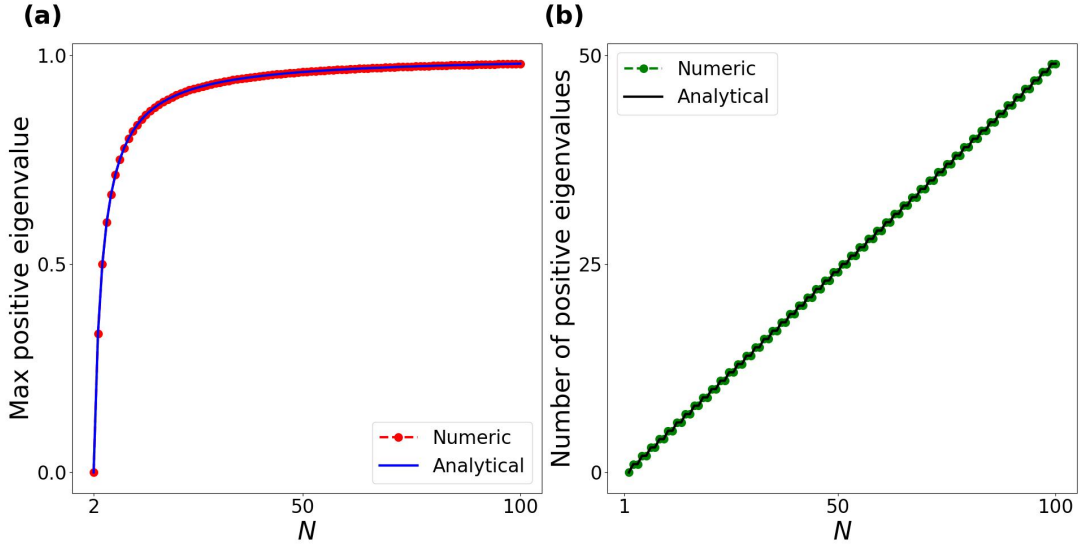 (a)
Max positive eigenvalue
1.0
0.5
0.0
2
50
100
N
Numeric
Analytical
(b)
Number of positive eigenvalues
50
25
0
1
50
100
N
Numeric
Analytical